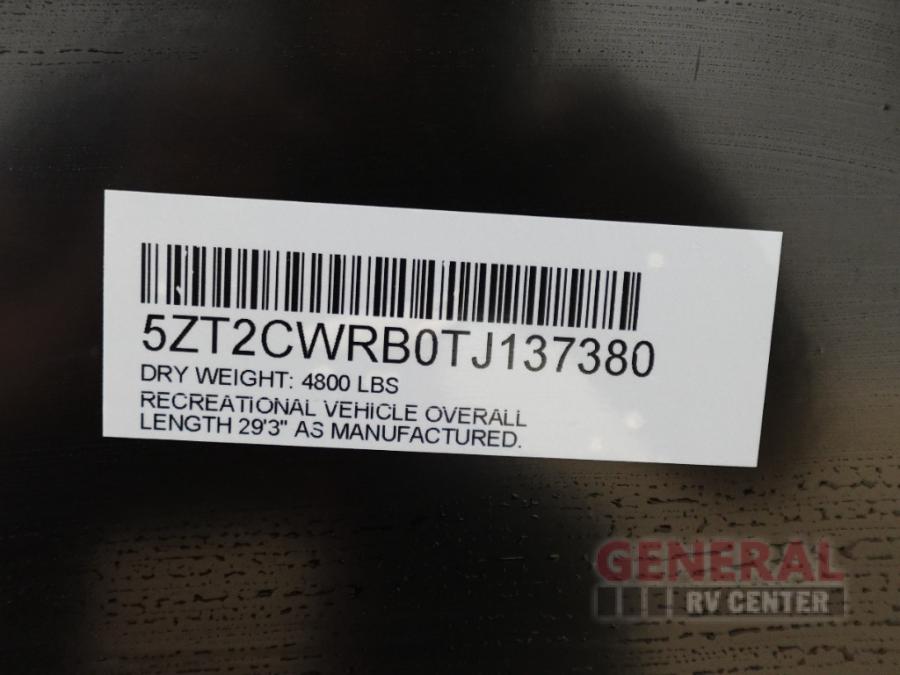 5ZT2CWRB0TJ137380
DRY WEIGHT: 4800 LBS
RECREATIONAL VEHICLE OVERALL
LENGTH 29'3" AS MANUFACTURED.
GENERAL
RV CENTER